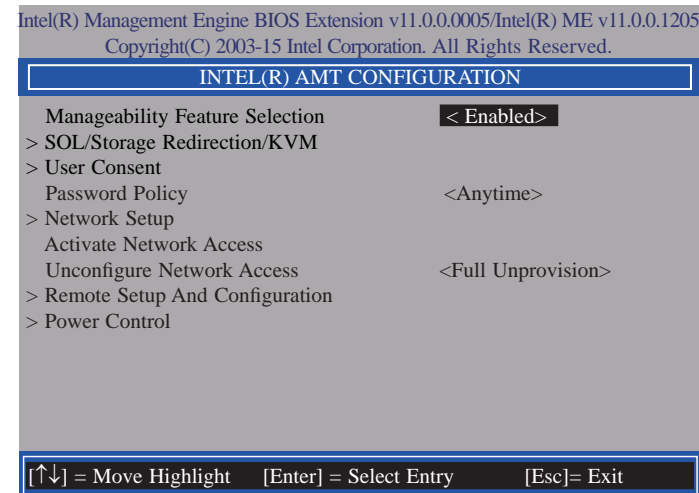 Intel(R) Management Engine BIOS Extension v11.0.0.0005/Intel(R) ME v11.0.0.1205
Copyright(C) 2003-15 Intel Corporation. All Rights Reserved.
INTEL(R) AMT CONFIGURATION
Manageability Feature Selection < Enabled>
> SOL/Storage Redirection/KVM
> User Consent
Password Policy <Anytime>
> Network Setup
Activate Network Access
Unconfigure Network Access <Full Unprovision>
> Remote Setup And Configuration
> Power Control
[↑↓] = Move Highlight [Enter] = Select Entry [Esc]= Exit